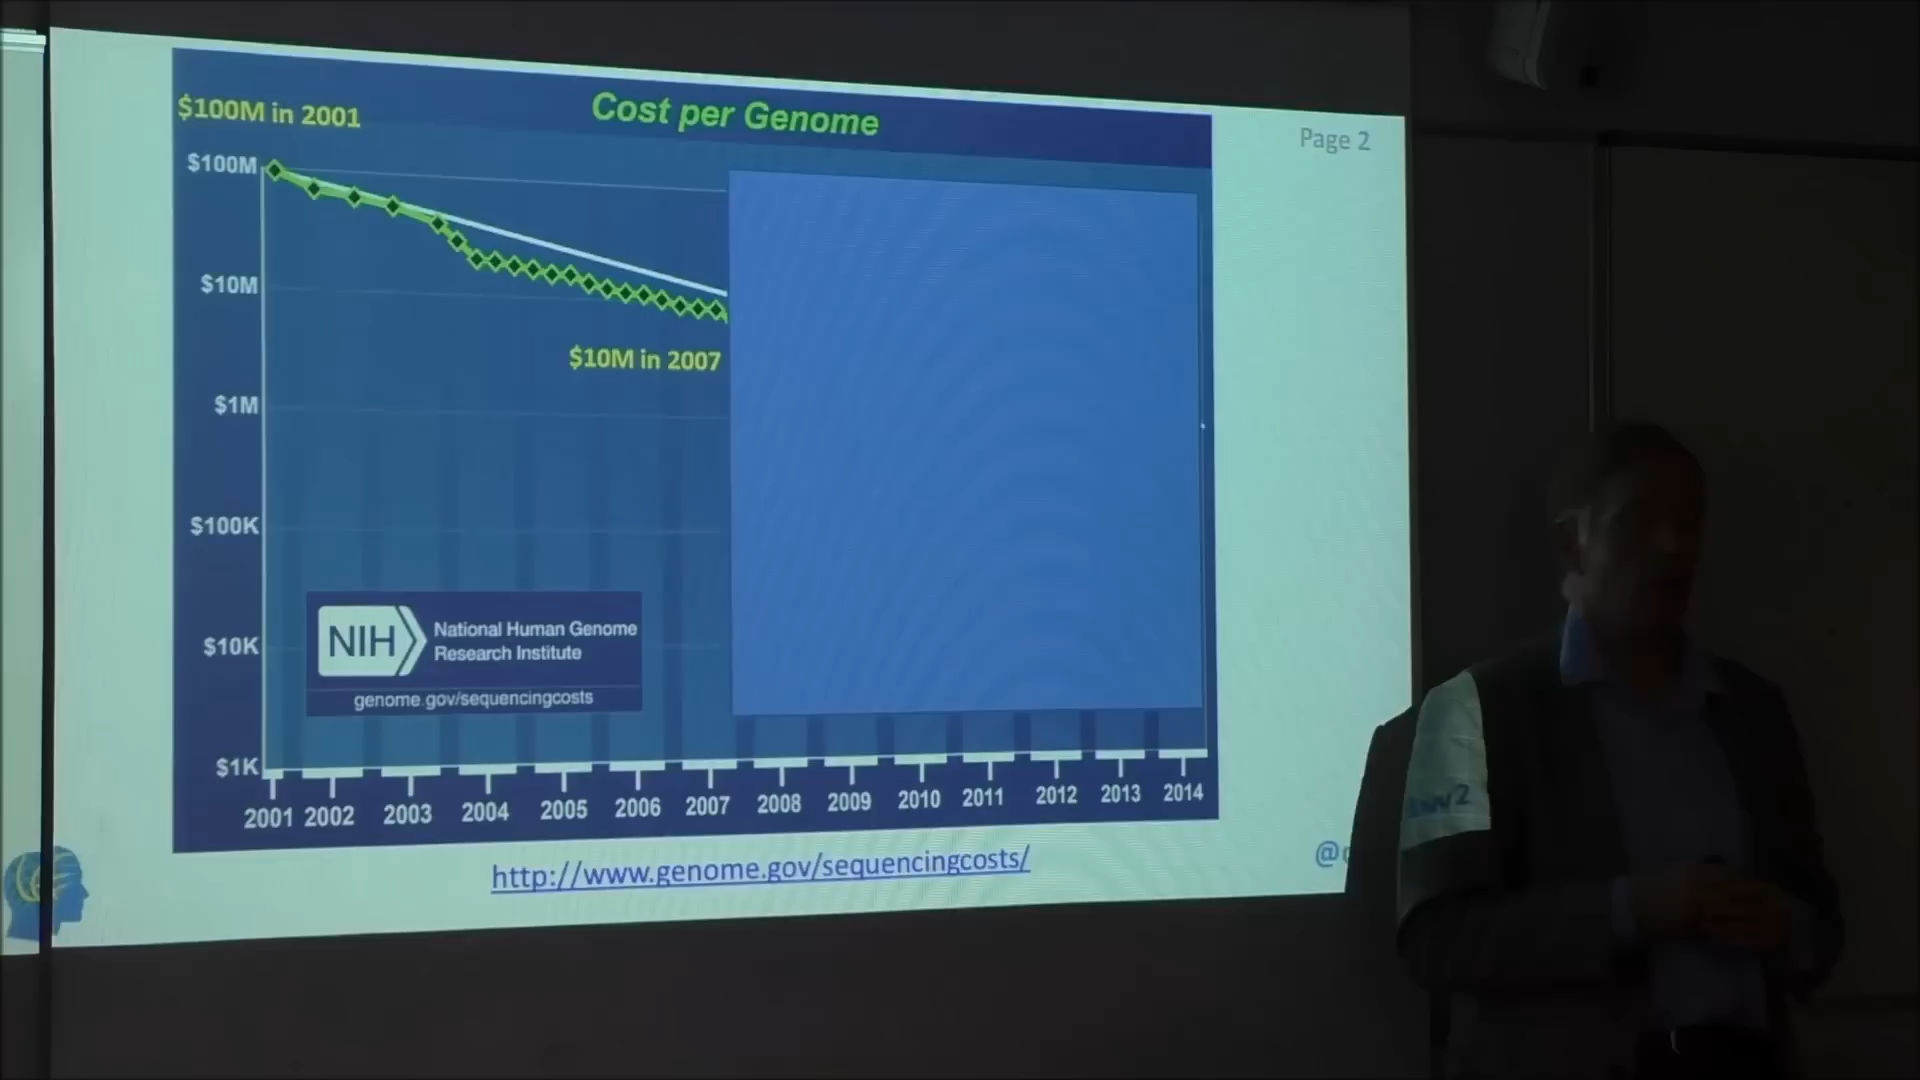 $100M in 2001
Cost per Genome
Page 2
$100M
$10M
$10M in 2007
$1M
$100K
$10K
$1K
NIH
National Human Genome
Research Institute
genome.gov/sequencingcosts
2001 2002 2003 2004 2005 2006 2007 2008 2009 2010 2011 2012 2013 2014
http://www.genome.gov/sequencingcosts/